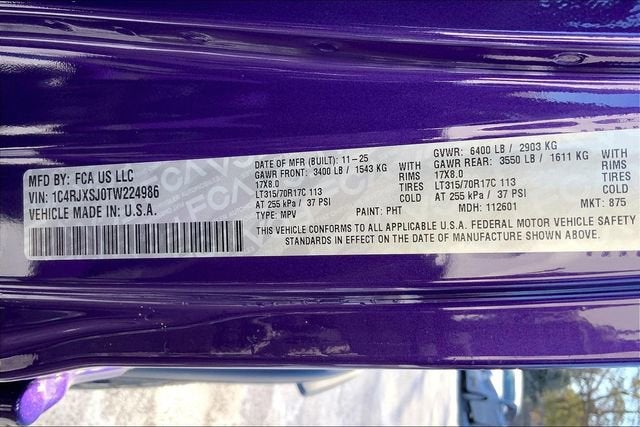 MFD BY: FCA US LLC
VIN: 1C4RJXSJ0TW224986
VEHICLE MADE IN: U.S.A.
DATE OF MFR (BUILT): 11-25
GAWR FRONT: 3400 LB / 1543 KG WITH
17X8.0 RIMS
LT315/70R17C 113 TIRES
AT 255 kPa / 37 PSI COLD
TYPE: MPV PAINT: PHT
GVWR: 6400 LB / 2903 KG
GAWR REAR: 3550 LB / 1611 KG WITH
17X8.0 RIMS
LT315/70R17C 113 TIRES
AT 255 kPa / 37 PSI COLD
MDH: 112601 MKT: 875
THIS VEHICLE CONFORMS TO ALL APPLICABLE U.S.A. FEDERAL MOTOR VEHICLE SAFETY
STANDARDS IN EFFECT ON THE DATE OF MANUFACTURE SHOWN ABOVE.